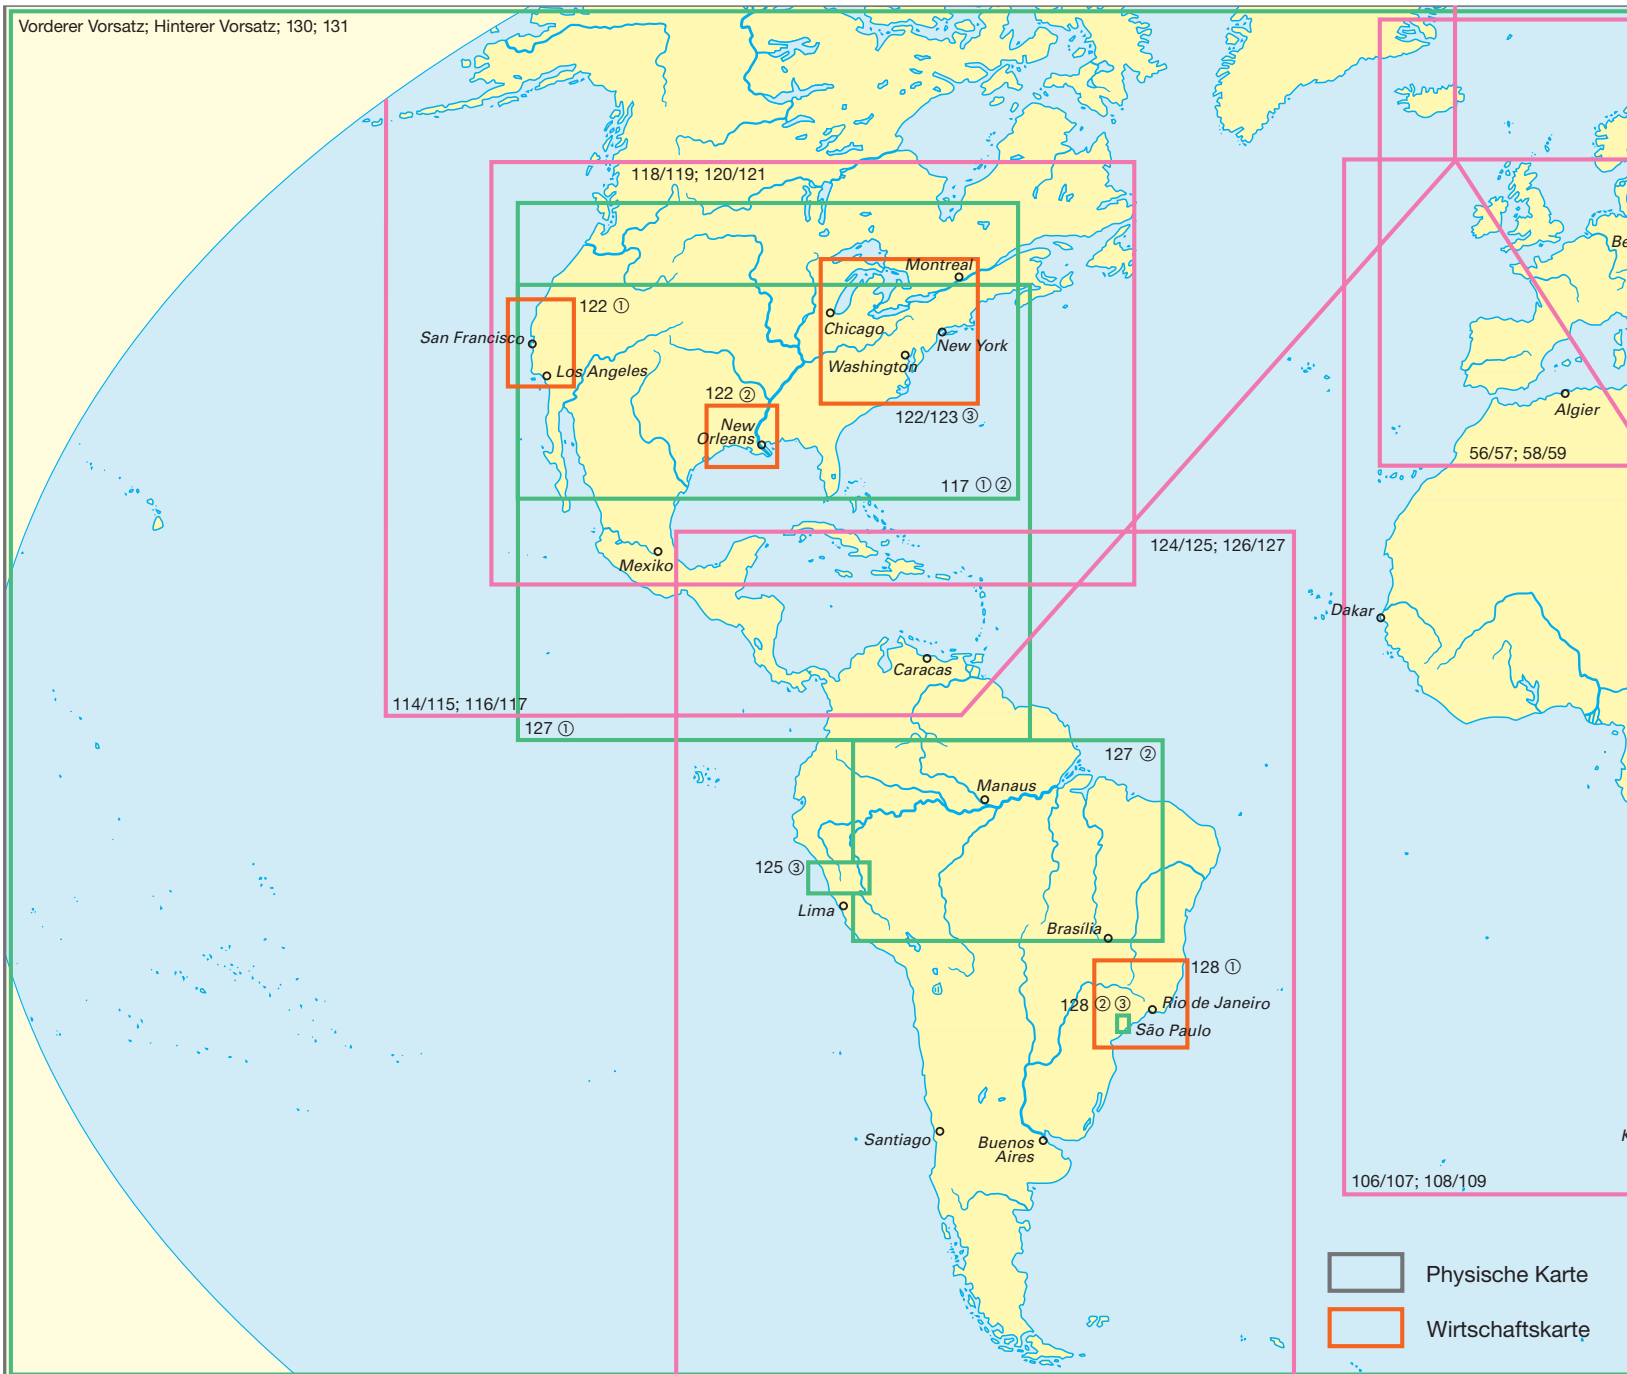 Vorderer Vorsatz; Hinterer Vorsatz; 130; 131
118/119; 120/121
Be
Montreal
122 ①
Chicago
San Francisco
New York
Washington
Los Angeles
122 ②
Algier
122/123 ③
New
Orleans
56/57; 58/59
117 ① ②
124/125; 126/127
Mexiko
Dakar
Caracas
114/115; 116/117
127 ①
127 ②
Manaus
125 ③
Lima
Brasília
128 ①
128 ② ③
Rio de Janeiro
São Paulo
Santiago
Buenos
Aires
K
106/107; 108/109
Physische Karte
Wirtschaftskarte